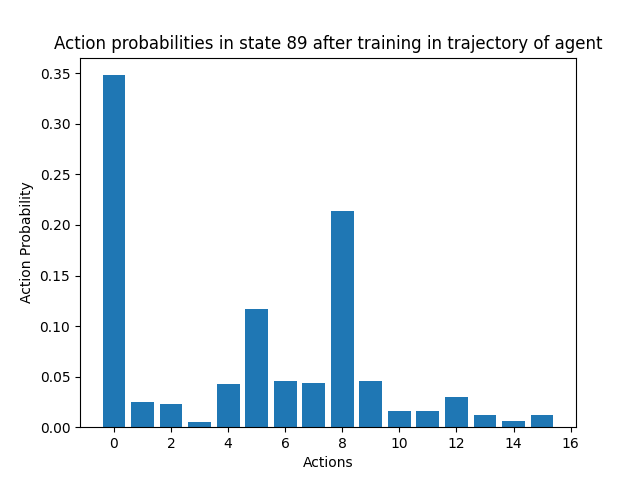 Action probabilities in state 89 after training in trajectory of agent
0.35
0.30
0.25
0.20
0.15
0.10
0.05
0.00
Action Probability
0 2 4 6 8 10 12 14 16
Actions